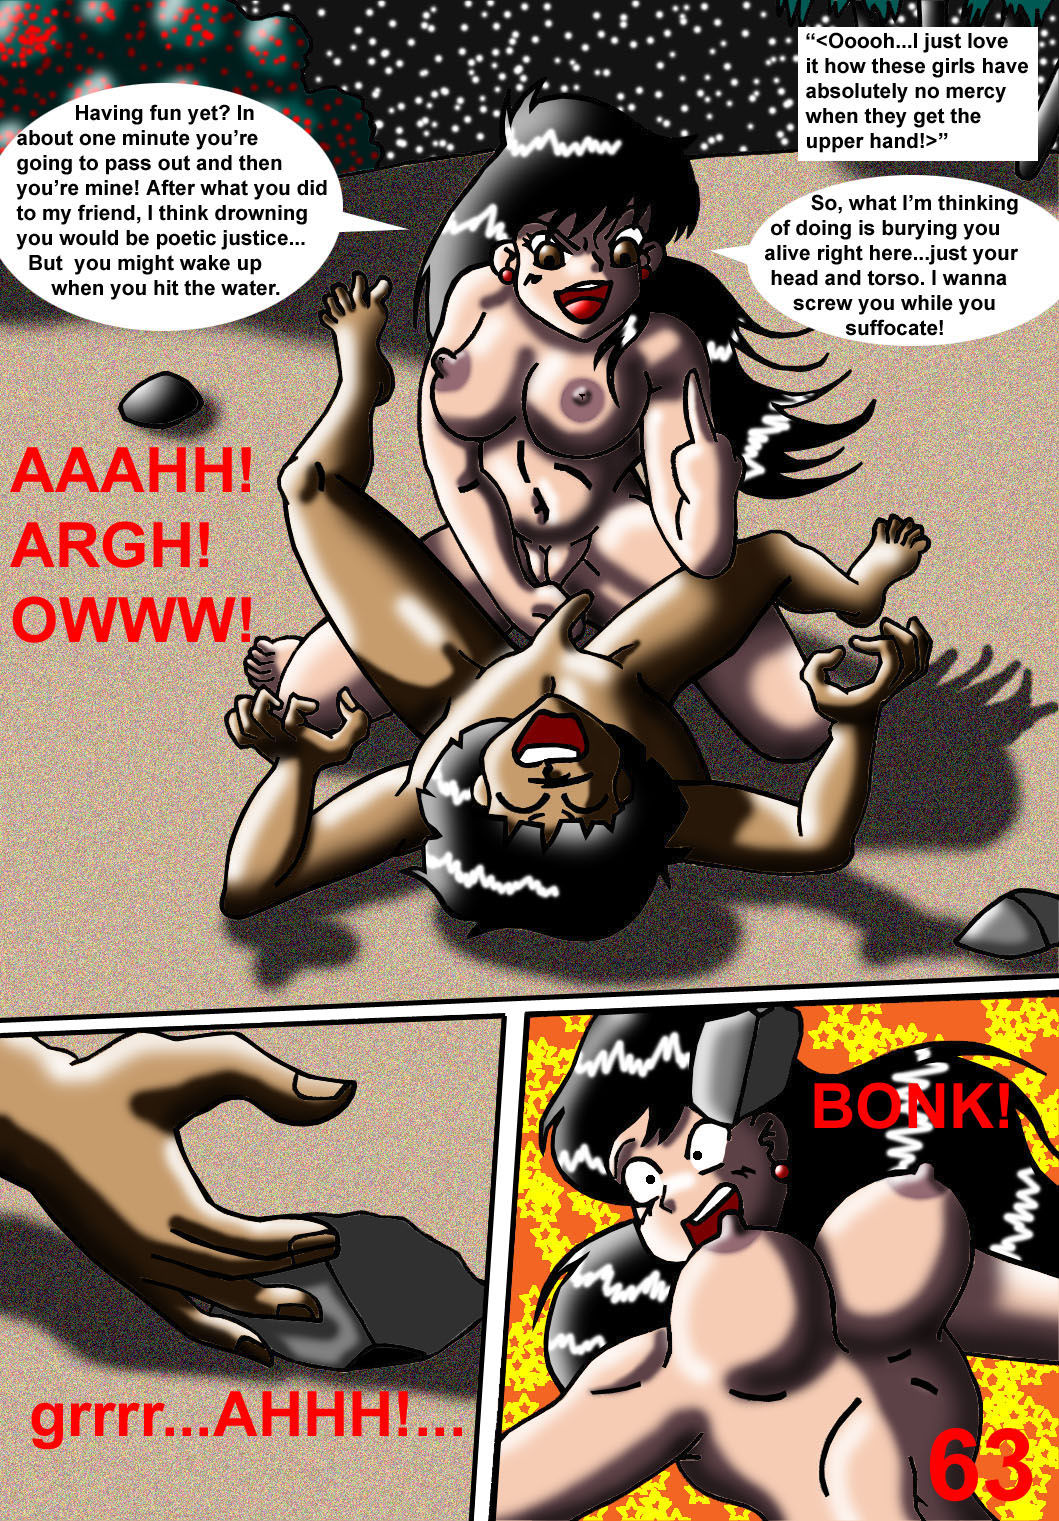 “<Ooooh...I just love
it how these girls have
absolutely no mercy
when they get the
upper hand!>”
Having fun yet? In
about one minute you’re
going to pass out and then
you’re mine! After what you did
to my friend, I think drowning
you would be poetic justice...
But you might wake up
when you hit the water.
So, what I’m thinking
of doing is burying you
alive right here...just your
head and torso. I wanna
screw you while you
suffocate!
AAAHH!
ARGH!
OWWW!
grrrr...AHHH!...
BONK!
63